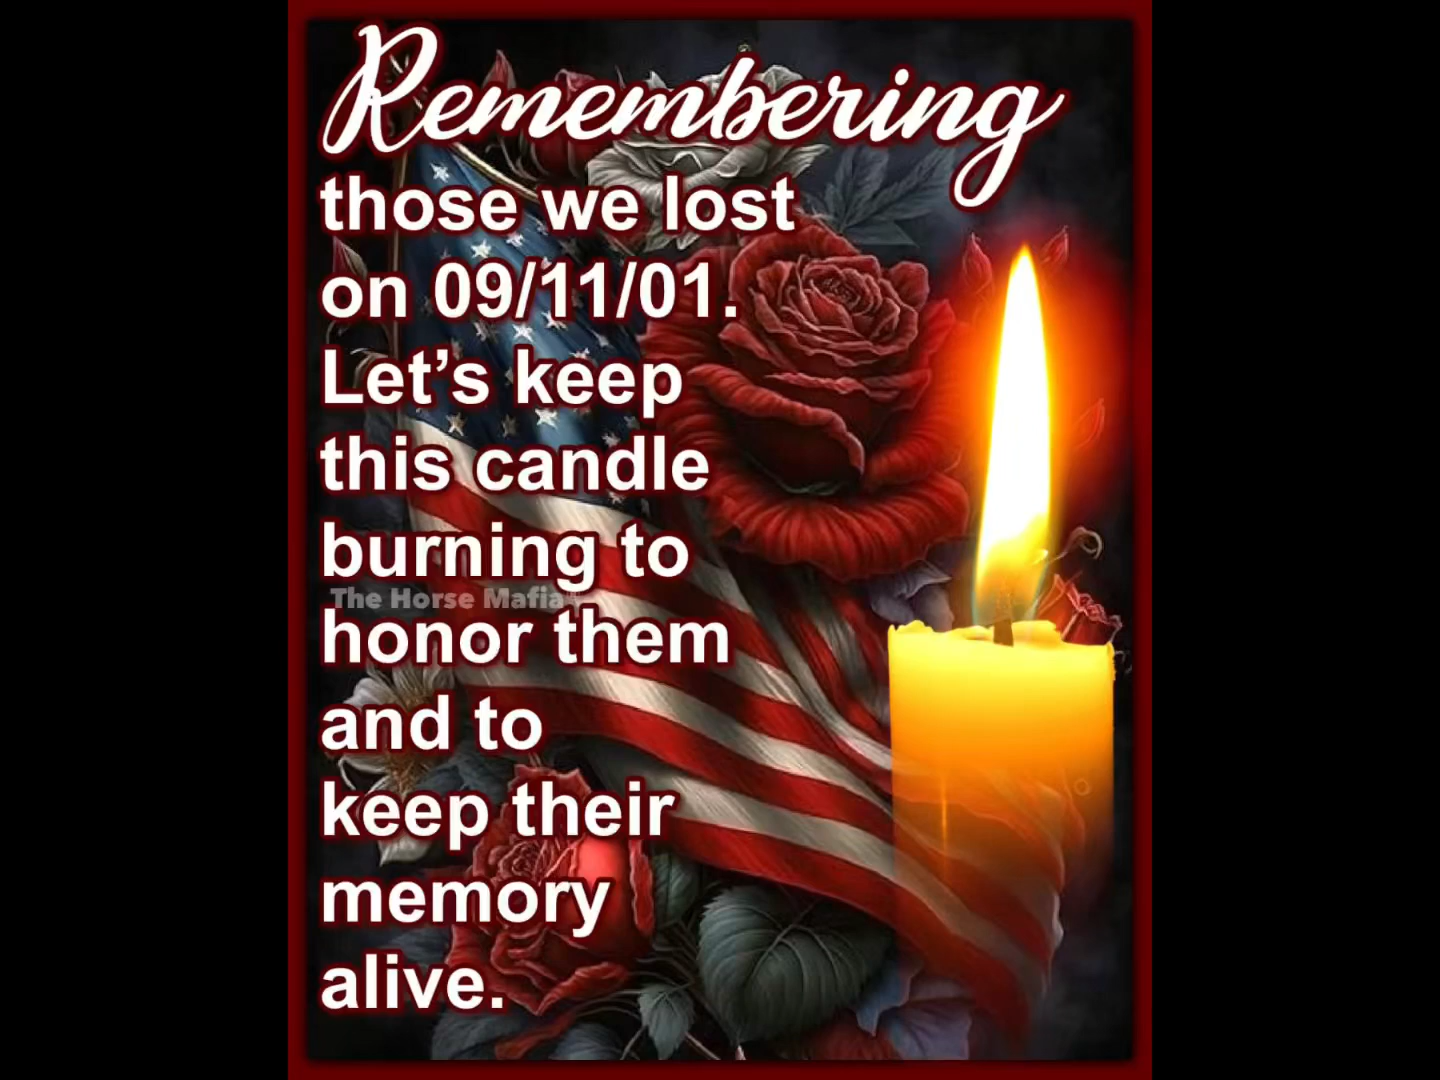 Remembering
those we lost
on 09/11/01.
Let’s keep
this candle
burning to
The Horse Mafia
honor them
and to
keep their
memory
alive.